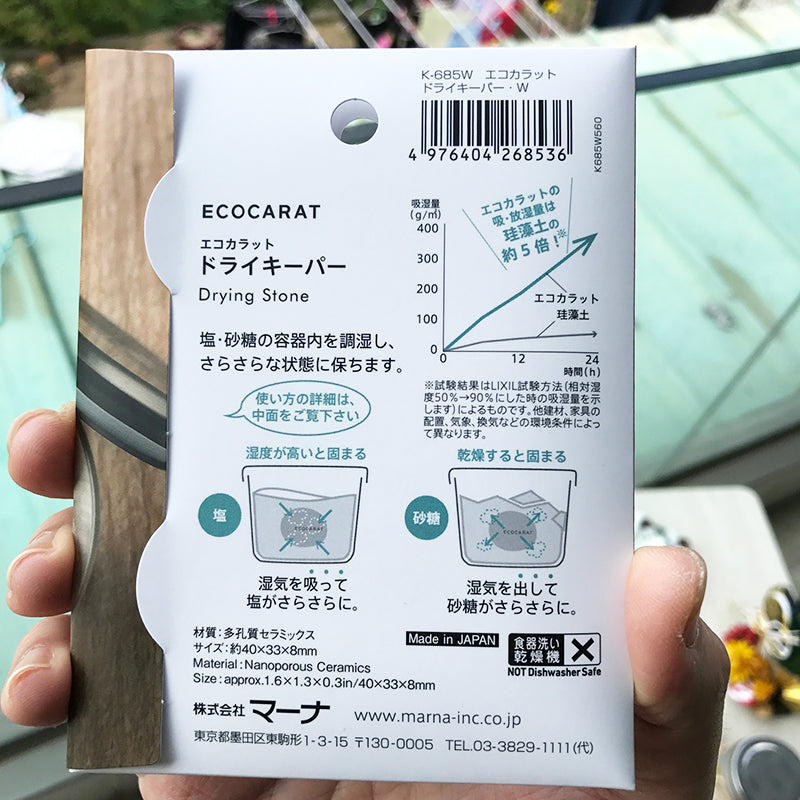 K-685W エコカラット
ドライキーパー・W
4 976404 268536
K685W560
ECOCARAT
エコカラット
ドライキーパー
Drying Stone
塩・砂糖の容器内を調湿し、
さらさらな状態に保ちます。
使い方の詳細は、
中面をご覧下さい
吸湿量
(g/㎡)
400
300
200
100
0
12
24
時間(h)
エコカラットの
吸・放湿量は
珪藻土の
約5倍!※
エコカラット
珪藻土
※試験結果はLIXIL試験方法(相対湿
度50%→90%にした時の吸湿量を示
します)によるものです。他建材、家具の
配置、気象、換気などの環境条件によっ
て異なります。
湿度が高いと固まる
塩
ECOCARAT
湿気を吸って
塩がさらさらに。
乾燥すると固まる
砂糖
ECOCARAT
湿気を出して
砂糖がさらさらに。
材質:多孔質セラミックス
サイズ:約40×33×8mm
Material:Nanoporous Ceramics
Size:approx.1.6×1.3×0.3in/40×33×8mm
Made in JAPAN
食器洗い
乾燥機
NOT Dishwasher Safe
株式会社 マーナ www.marna-inc.co.jp
東京都墨田区東駒形1-3-15 〒130-0005 TEL.03-3829-1111(代)